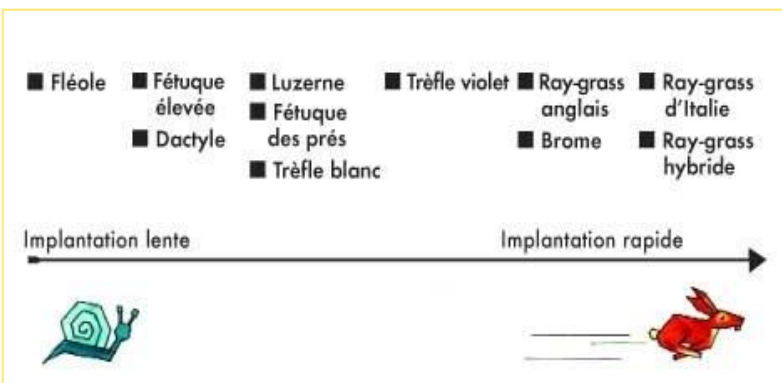 Fléole
Fétuque
élevée
Dactyle
Luzerne
Fétuque
des prés
Trèfle blanc
Trèfle violet
Ray-grass
anglais
Brome
Ray-grass
d'Italie
Ray-grass
hybride
Implantation lente
Implantation rapide